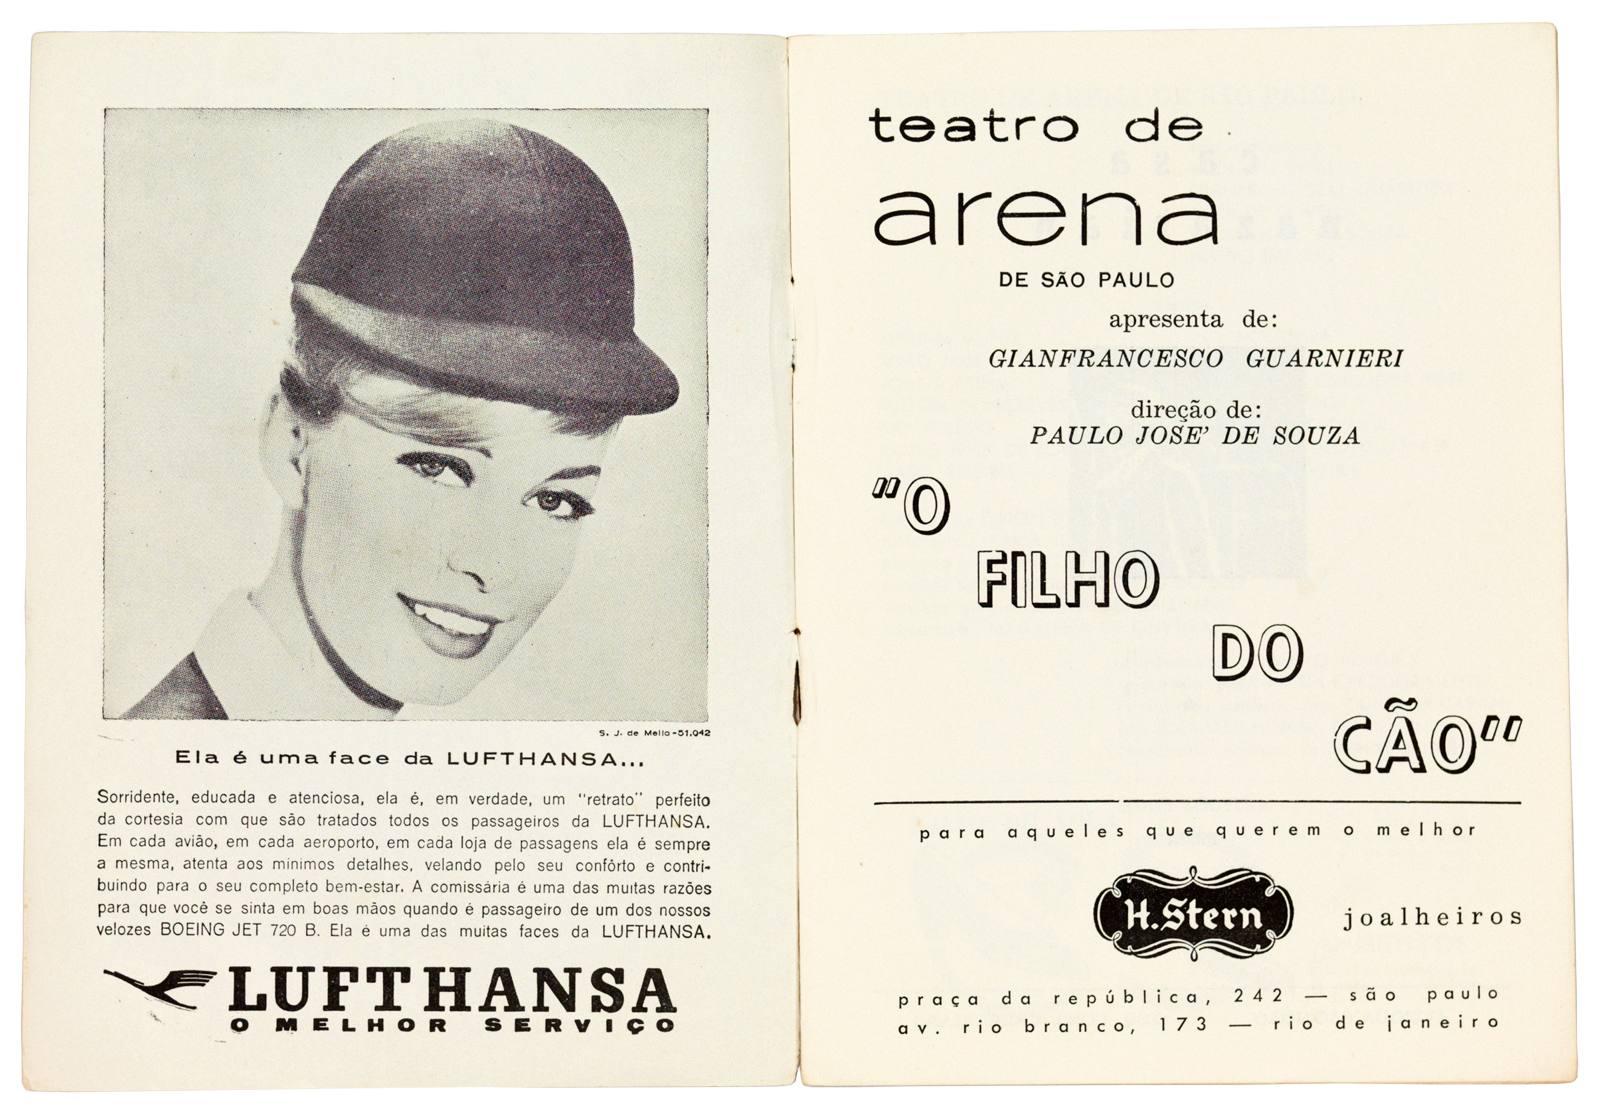 S. J. de Mello-51.042
Ela é uma face da LUFTHANSA...
Sorridente, educada e atenciosa, ela é, em verdade, um "retrato" perfeito
da cortesia com que são tratados todos os passageiros da LUFTHANSA.
Em cada avião, em cada aeroporto, em cada loja de passagens ela é sempre
a mesma, atenta aos mínimos detalhes, velando pelo seu confôrto e contri-
buindo para o seu completo bem-estar. A comissária é uma das muitas razões
para que você se sinta em boas mãos quando é passageiro de um dos nossos
velozes BOEING JET 720 B. Ela é uma das muitas faces da LUFTHANSA.
LUFTHANSA
O MELHOR SERVIÇO
teatro de
arena
DE SÃO PAULO
apresenta de:
GIANFRANCESCO GUARNIERI
direção de:
PAULO JOSE' DE SOUZA
"O
FILHO
DO
CÃO"
para aqueles que querem o melhor
H.Stern joalheiros
praça da república, 242 — são paulo
av. rio branco, 173 — rio de janeiro